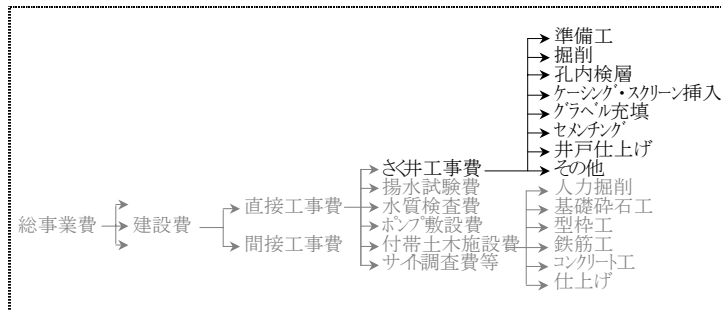 準備工
掘削
孔内検層
ケーシング・スクリーン挿入
グラベル充填
セメンチング
井戸仕上げ
さく井工事費
その他
揚水試験費
人力掘削
直接工事費
水質検査費
基礎砕石工
総事業費
建設費
ポンプ敷設費
型枠工
間接工事費
付帯土木施設費
鉄筋工
サイト調査費等
コンクリート工
仕上げ